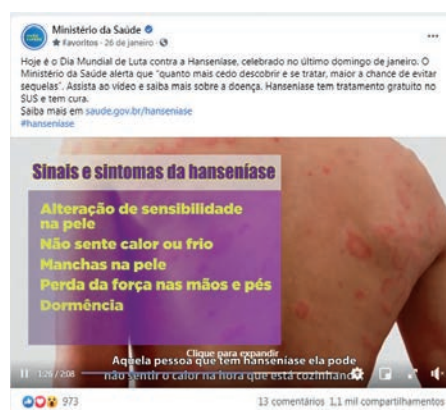 Ministério da Saúde
Favoritos · 26 de janeiro ·
Hoje é o Dia Mundial de Luta contra a Hanseníase, celebrado no último domingo de janeiro. O
Ministério da Saúde alerta que "quanto mais cedo descobrir e se tratar, maior a chance de evitar
sequelas". Assista ao vídeo e saiba mais sobre a doença. Hanseníase tem tratamento gratuito no
SUS e tem cura.
Saiba mais em saude.gov.br/hanseniase
#hanseniase
Sinais e sintomas da hanseníase
Alteração de sensibilidade
na pele
Não sente calor ou frio
Manchas na pele
Perda da força nas mãos e pés
Dormência
Clique para expandir
Aquela pessoa que tem hanseníase ela pode
não sentir o calor na hora que está cozinhando
1:26 / 2:08
973
13 comentários 1,1 mil compartilhamentos